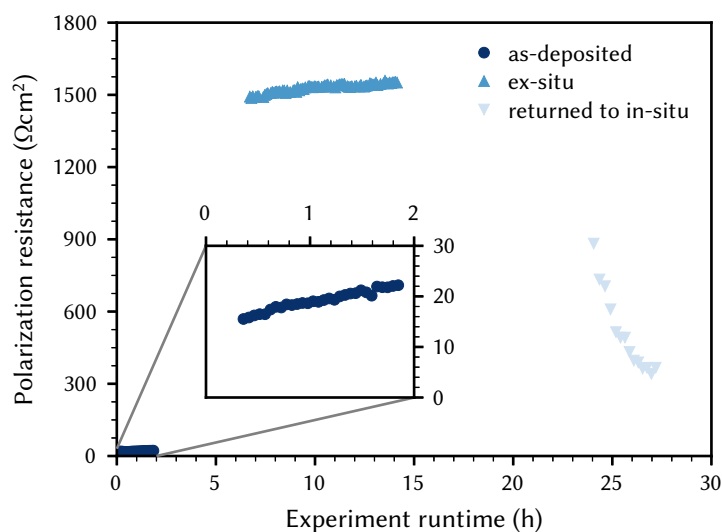 1800
1500
1200
900
600
300
0
Polarization resistance (Ωcm²)
as-deposited
ex-situ
returned to in-situ
0 1 2
30
20
10
0
0 5 10 15 20 25 30
Experiment runtime (h)